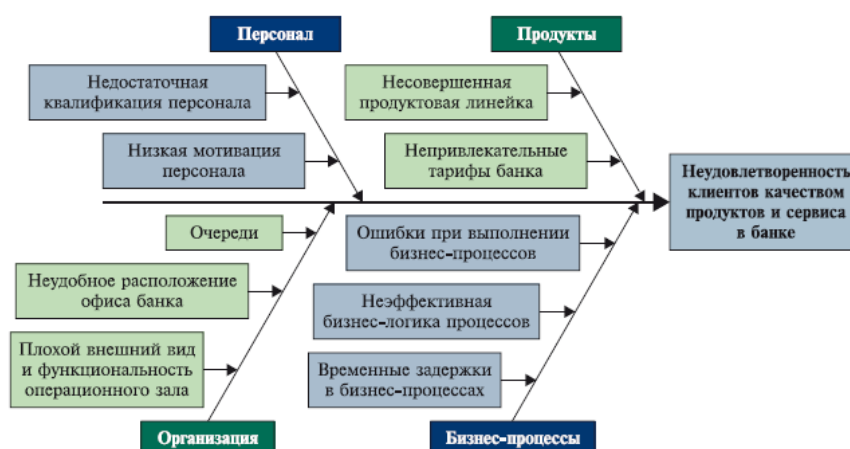 Персонал
Продукты
Недостаточная
квалификация персонала
Несовершенная
продуктовая линейка
Низкая мотивация
персонала
Непривлекательные
тарифы банка
Неудовлетворенность
клиентов качеством
продуктов и сервиса
в банке
Очереди
Ошибки при выполнении
бизнес-процессов
Неудобное расположение
офиса банка
Неэффективная
бизнес-логика процессов
Плохой внешний вид
и функциональность
операционного зала
Временные задержки
в бизнес-процессах
Организация
Бизнес-процессы